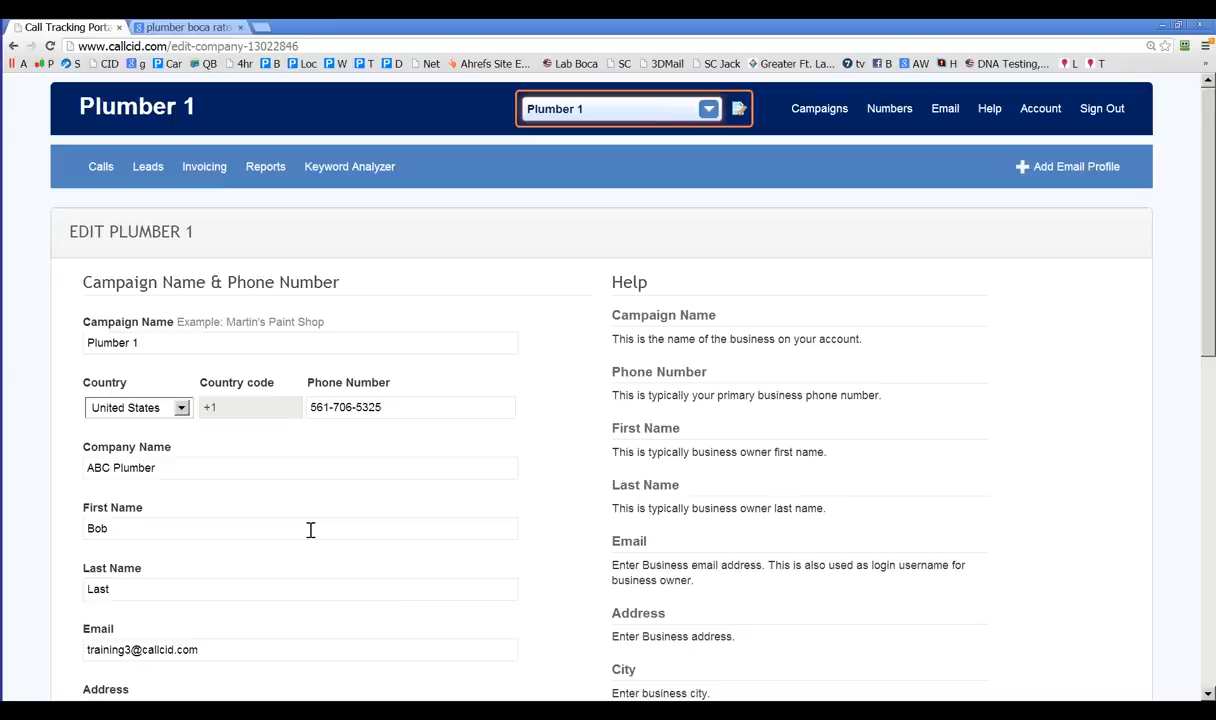 Call Tracking Porta × plumber boca rato ×
www.callcid.com/edit-company-13022846
A P S CID g P Car QB 4hr P B P Loc P W P T P D Net Ahrefs Site E... Lab Boca SC 3DMail SC Jack Greater Ft. La... tv B AW H DNA Testing,... L T »
Plumber 1 Plumber 1 Campaigns Numbers Email Help Account Sign Out
Calls Leads Invoicing Reports Keyword Analyzer Add Email Profile
EDIT PLUMBER 1
Campaign Name & Phone Number
Campaign Name Example: Martin's Paint Shop
Plumber 1
Country Country code Phone Number
United States +1 561-706-5325
Company Name
ABC Plumber
First Name
Bob
Last Name
Last
Email
training3@callcid.com
Address
Help
Campaign Name
This is the name of the business on your account.
Phone Number
This is typically your primary business phone number.
First Name
This is typically business owner first name.
Last Name
This is typically business owner last name.
Email
Enter Business email address. This is also used as login username for
business owner.
Address
Enter Business address.
City
Enter business city.